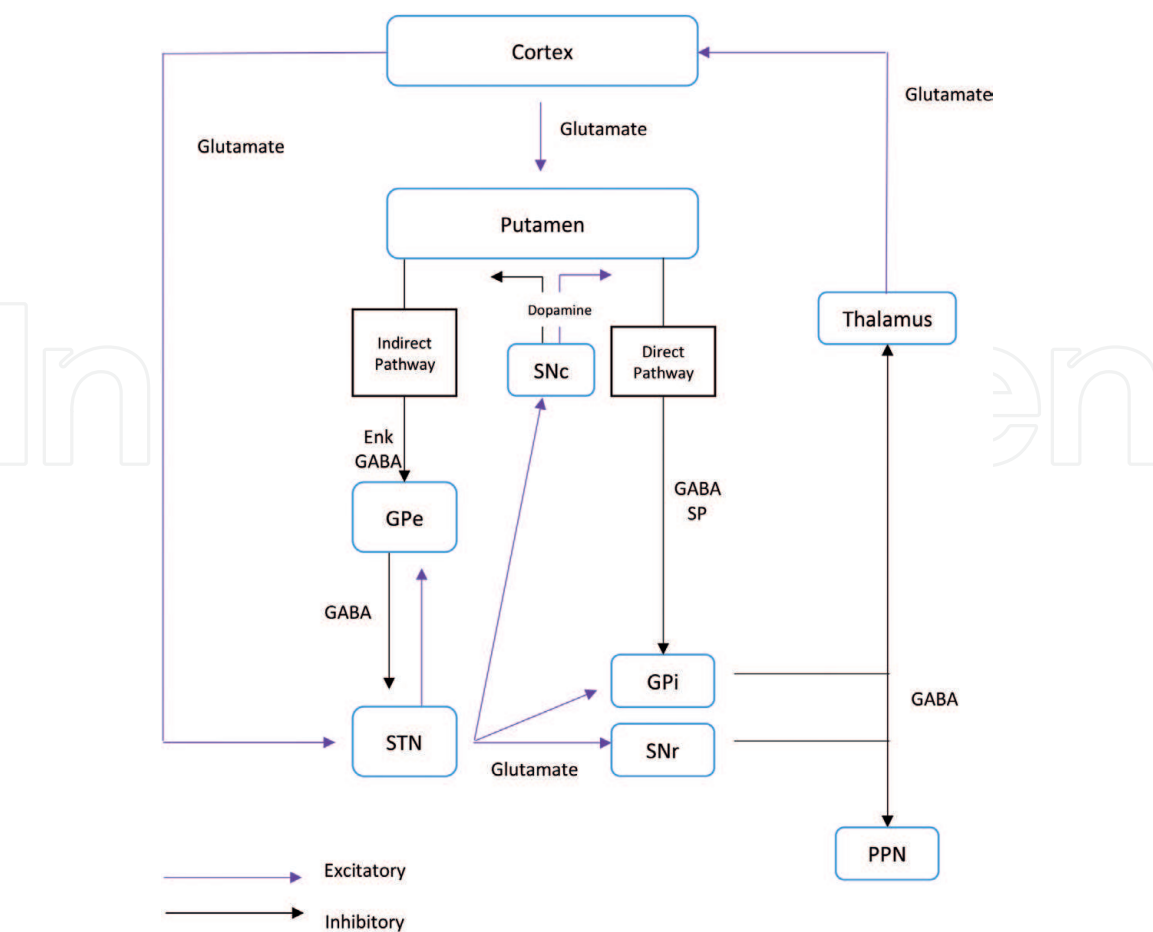 Cortex
Glutamate
Glutamate
Glutamate
Putamen
Dopamine
Thalamus
Indirect
Pathway
SNc
Direct
Pathway
Enk
GABA
GABA
SP
GPe
GABA
GPi
GABA
STN
SNr
Glutamate
PPN
Excitatory
Inhibitory